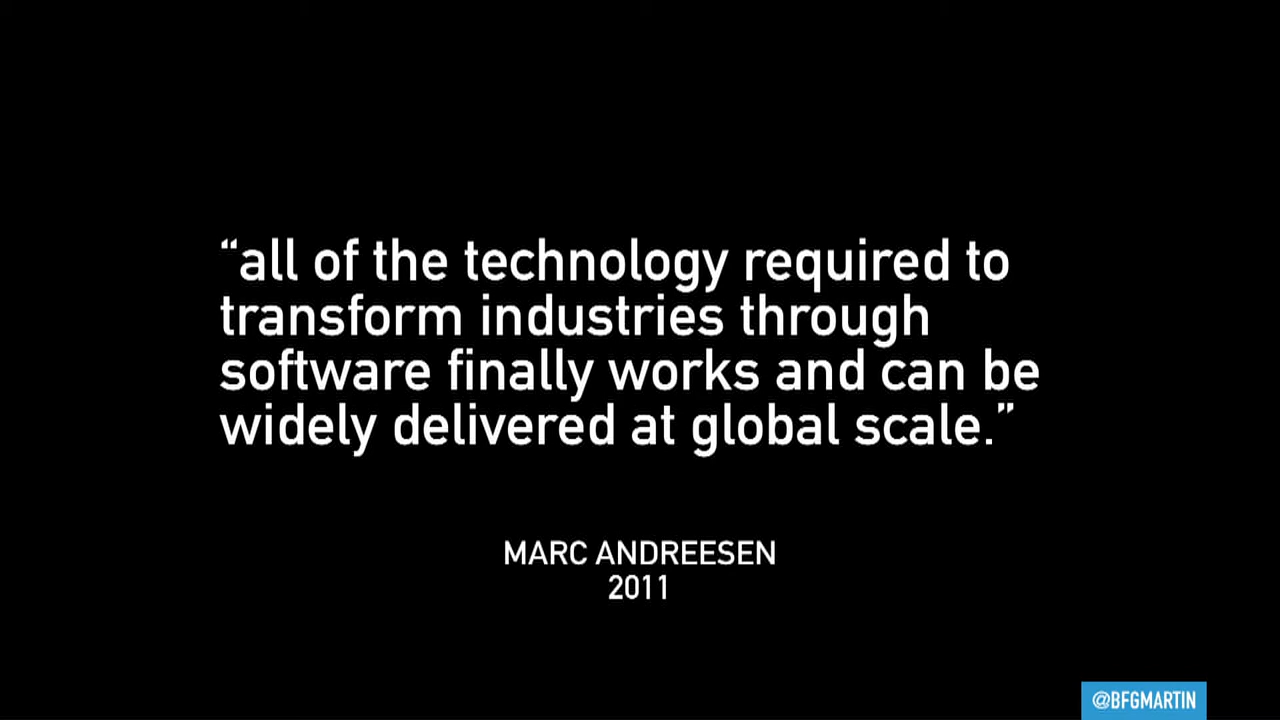 “all of the technology required to
transform industries through
software finally works and can be
widely delivered at global scale.”
MARC ANDREESEN
2011
@BFGMARTIN